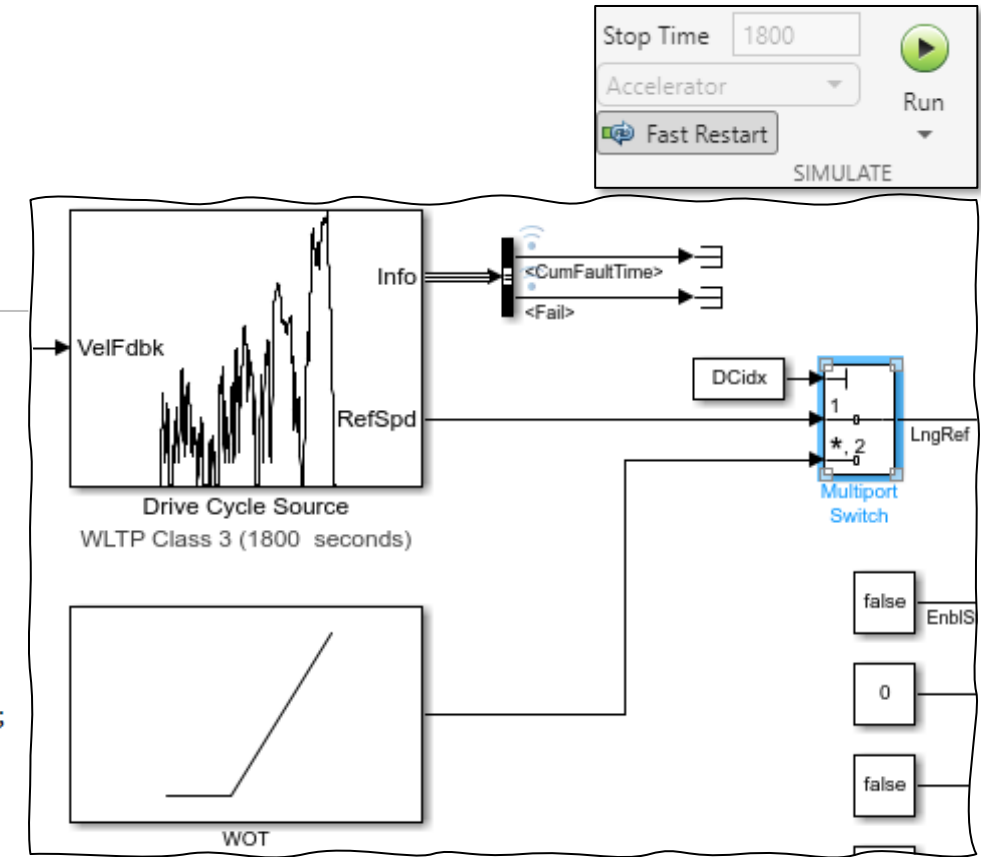 Stop Time 1800
Accelerator
Run
Fast Restart
SIMULATE
Info
<CumFaultTime>
<Fail>
VelFdbk
DCidx
RefSpd
1
*, 2
LngRef
Multiport
Switch
Drive Cycle Source
WLTP Class 3 (1800 seconds)
false
EnblS
0
;
false
WOT